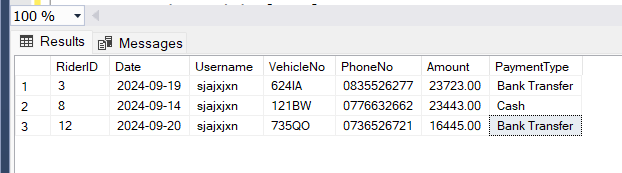 100 %
Results Messages
RiderID Date Username VehicleNo PhoneNo Amount PaymentType
1 3 2024-09-19 sjajxjxn 624IA 0835526277 23723.00 Bank Transfer
2 8 2024-09-14 sjajxjxn 121BW 0776632662 23443.00 Cash
3 12 2024-09-20 sjajxjxn 735QO 0736526721 16445.00 Bank Transfer